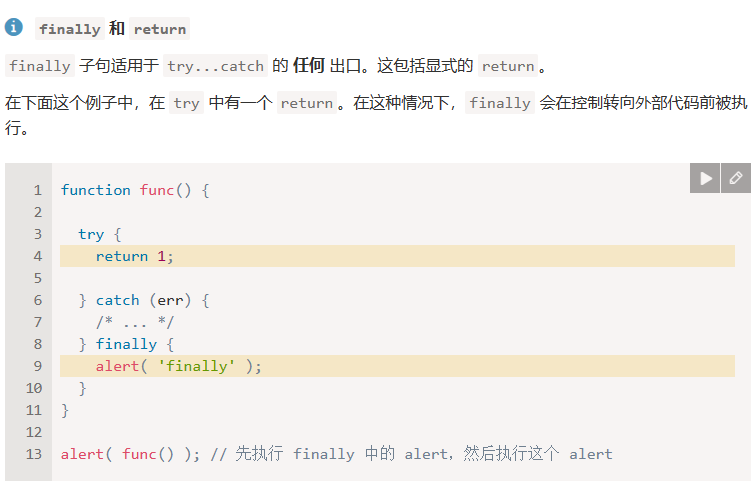 finally 和 return
finally 子句适用于 try...catch 的 任何 出口。这包括显式的 return。
在下面这个例子中，在 try 中有一个 return。在这种情况下，finally 会在控制转向外部代码前被执
行。
1 function func() {
2
3   try {
4     return 1;
5
6   } catch (err) {
7     /* ... */
8   } finally {
9     alert( 'finally' );
10   }
11 }
12
13 alert( func() ); // 先执行 finally 中的 alert，然后执行这个 alert